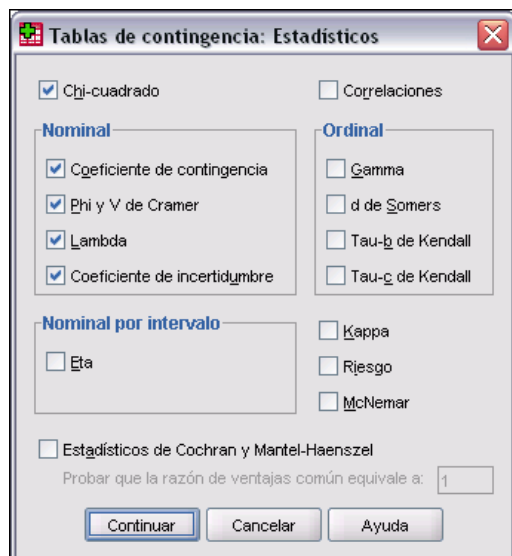 Tablas de contingencia: Estadísticos
Chi-cuadrado
Correlaciones
Nominal
Coeficiente de contingencia
Phi y V de Cramer
Lambda
Coeficiente de incertidumbre
Ordinal
Gamma
d de Somers
Tau-b de Kendall
Tau-c de Kendall
Nominal por intervalo
Eta
Kappa
Riesgo
McNemar
Estadísticos de Cochran y Mantel-Haenszel
Probar que la razón de ventajas común equivale a: 1
Continuar
Cancelar
Ayuda